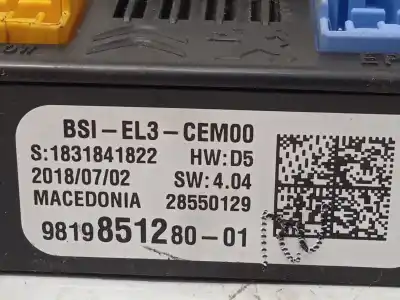 BSI-EL3-CEM00
S:1831841822 HW:D5
2018/07/02 SW:4.04
MACEDONIA 28550129
9819851280-01